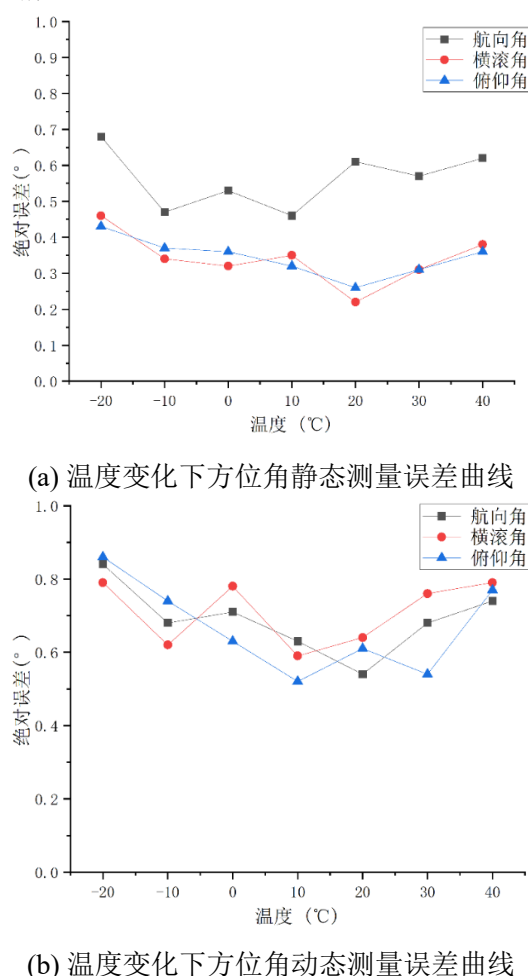 1.0
0.9
0.8
0.7
0.6
0.5
0.4
0.3
0.2
0.1
0.0
绝对误差(°)
航向角
横滚角
俯仰角
-20 -10 0 10 20 30 40
温度 (℃)
(a) 温度变化下方位角静态测量误差曲线
1.0
0.8
0.6
0.4
0.2
0.0
绝对误差(°)
航向角
横滚角
俯仰角
-20 -10 0 10 20 30 40
温度 (℃)
(b) 温度变化下方位角动态测量误差曲线